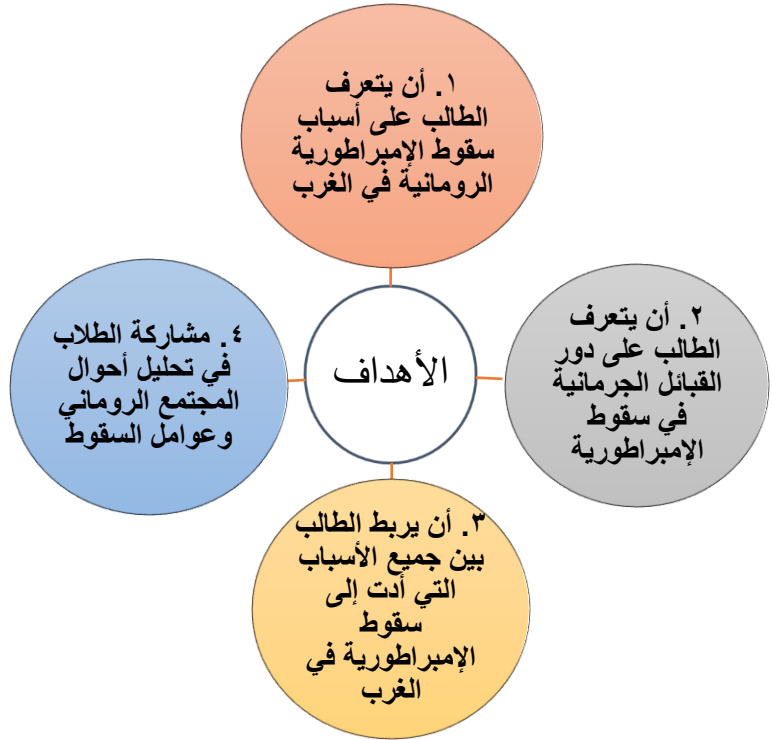 ١. أن يتعرف
الطالب على أسباب
سقوط الإمبراطورية
الرومانية في الغرب
٢. أن يتعرف
الطالب على دور
القبائل الجرمانية
في سقوط
الإمبراطورية
٣. أن يربط الطالب
بين جميع الأسباب
التي أدت إلى
سقوط
الإمبراطورية في
الغرب
٤. مشاركة الطلاب
في تحليل أحوال
المجتمع الروماني
وعوامل السقوط
الأهداف